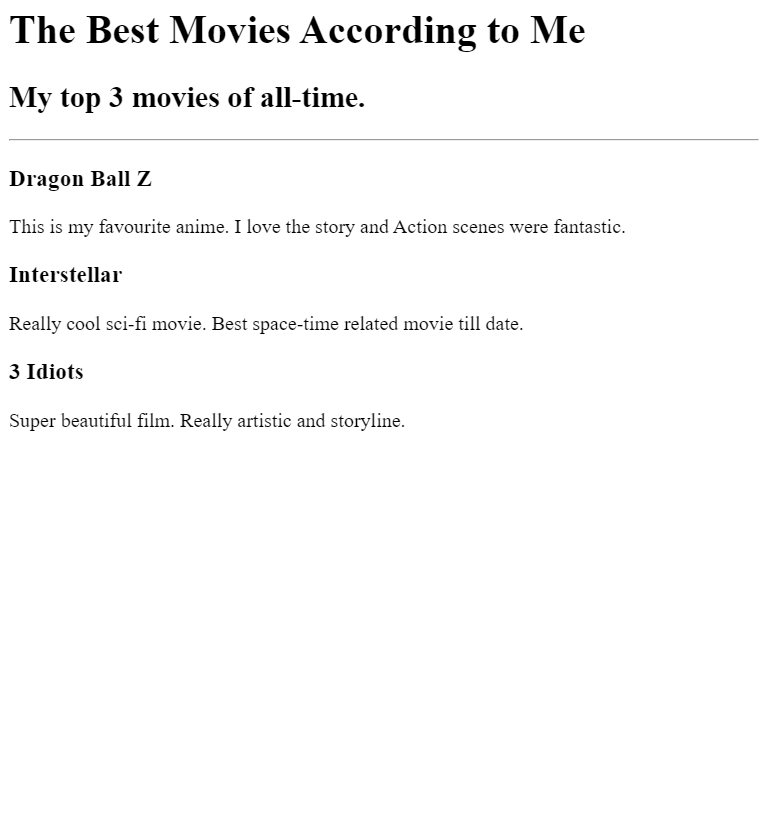 The Best Movies According to Me
My top 3 movies of all-time.
Dragon Ball Z
This is my favourite anime. I love the story and Action scenes were fantastic.
Interstellar
Really cool sci-fi movie. Best space-time related movie till date.
3 Idiots
Super beautiful film. Really artistic and storyline.